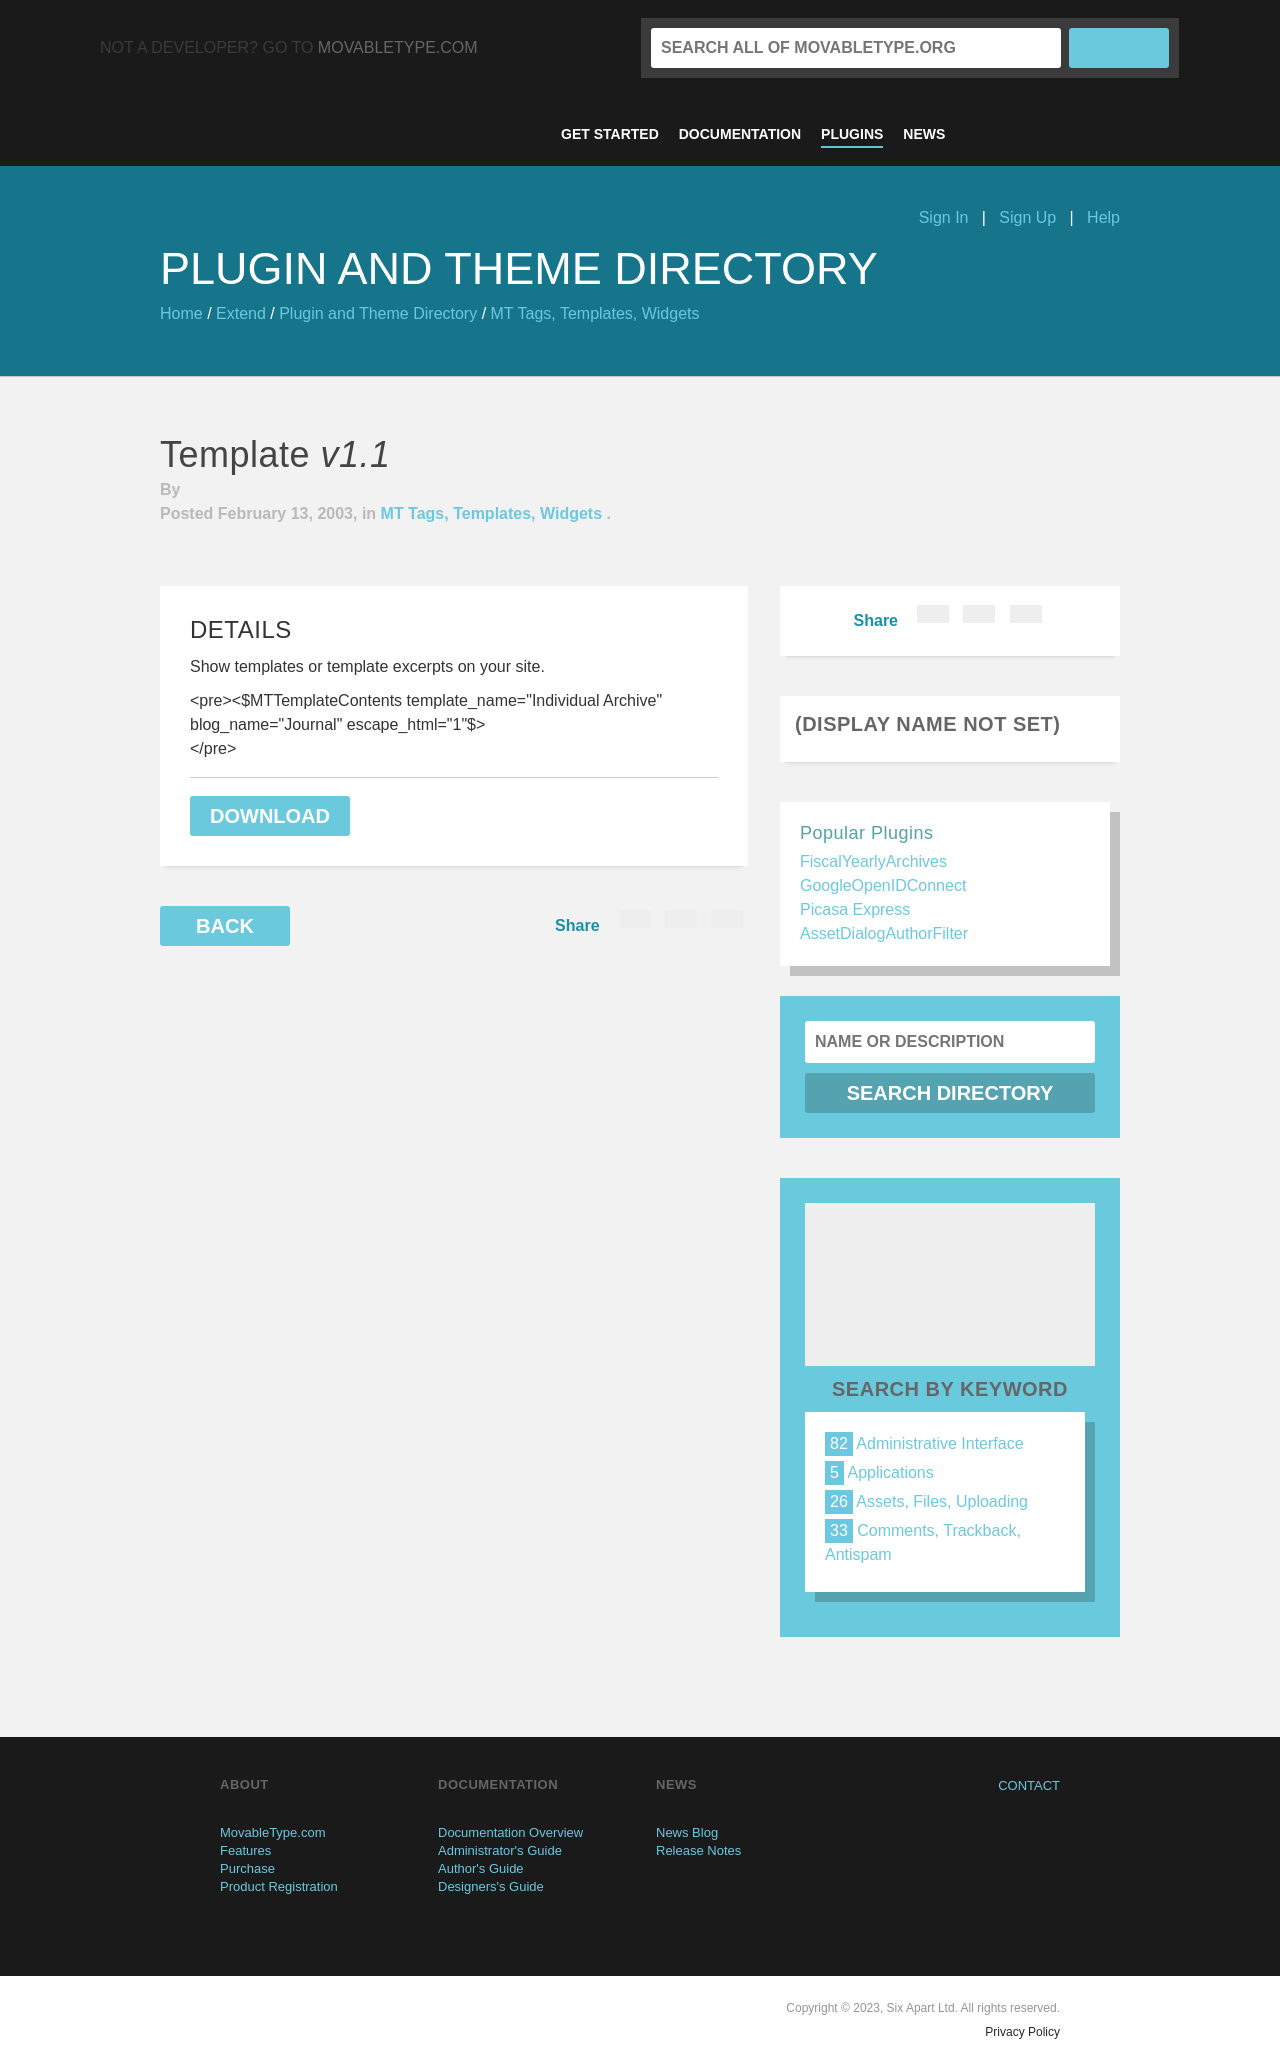 NOT A DEVELOPER? GO TO MOVABLETYPE.COM
SEARCH ALL OF MOVABLETYPE.ORG
GET STARTED DOCUMENTATION PLUGINS NEWS
Sign In | Sign Up | Help
PLUGIN AND THEME DIRECTORY
Home / Extend / Plugin and Theme Directory / MT Tags, Templates, Widgets
Template v1.1
By
Posted February 13, 2003, in MT Tags, Templates, Widgets .
DETAILS
Show templates or template excerpts on your site.
<pre><$MTTemplateContents template_name="Individual Archive"
blog_name="Journal" escape_html="1"$>
</pre>
DOWNLOAD
BACK
Share
Share
(DISPLAY NAME NOT SET)
Popular Plugins
FiscalYearlyArchives
GoogleOpenIDConnect
Picasa Express
AssetDialogAuthorFilter
NAME OR DESCRIPTION
SEARCH DIRECTORY
SEARCH BY KEYWORD
82 Administrative Interface
5 Applications
26 Assets, Files, Uploading
33 Comments, Trackback,
Antispam
ABOUT
MovableType.com
Features
Purchase
Product Registration
DOCUMENTATION
Documentation Overview
Administrator's Guide
Author's Guide
Designers's Guide
NEWS
News Blog
Release Notes
CONTACT
Copyright © 2023, Six Apart Ltd. All rights reserved.
Privacy Policy